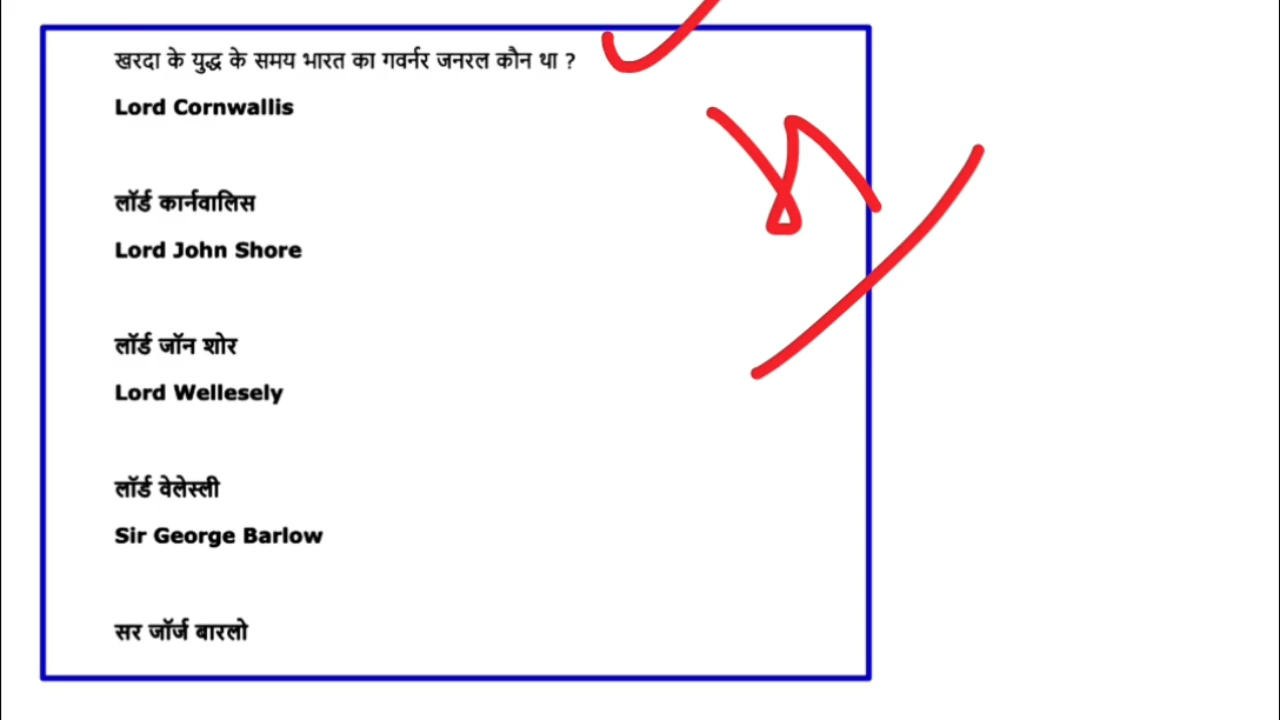 खरदा के युद्ध के समय भारत का गवर्नर जनरल कौन था ?
Lord Cornwallis
लॉर्ड कार्नवालिस
Lord John Shore
लॉर्ड जॉन शोर
Lord Wellesely
लॉर्ड वेलेस्ली
Sir George Barlow
सर जॉर्ज बारलो